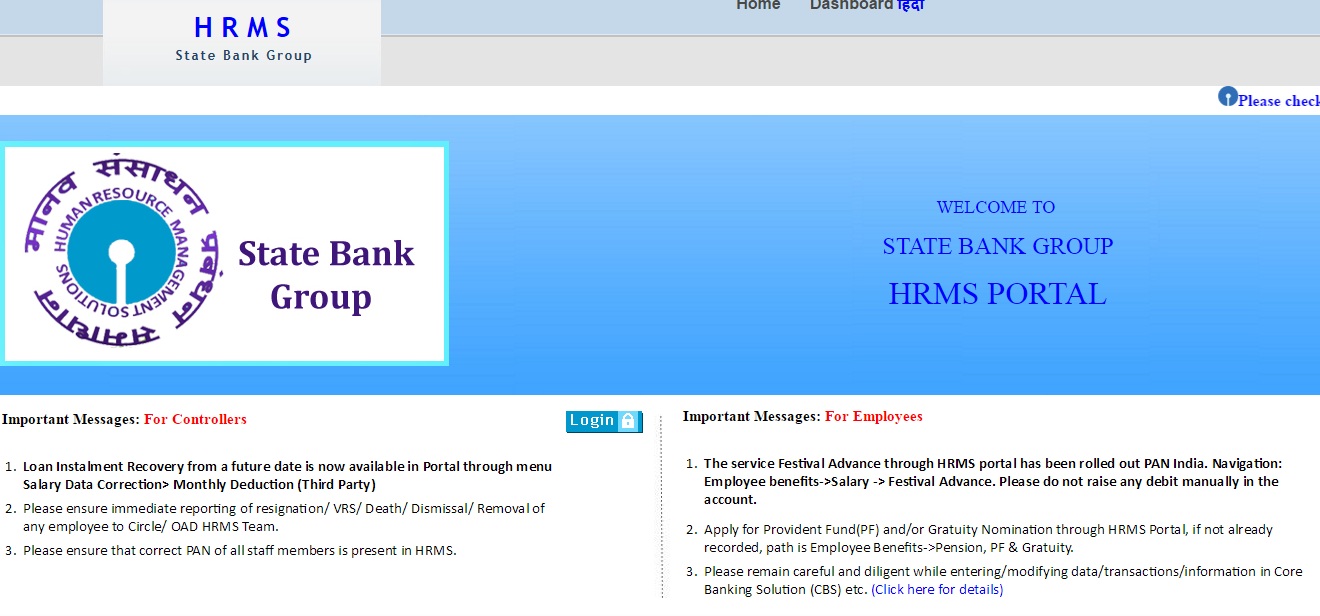 Home Dashboard हिंदी
H R M S
State Bank Group
Please check
मानव संसाधन प्रबंधन समाधान
HUMAN RESOURCE MANAGEMENT SOLUTIONS
State Bank
Group
WELCOME TO
STATE BANK GROUP
HRMS PORTAL
Important Messages: For Controllers
Login
1. Loan Instalment Recovery from a future date is now available in Portal through menu
Salary Data Correction> Monthly Deduction (Third Party)
2. Please ensure immediate reporting of resignation/ VRS/ Death/ Dismissal/ Removal of
any employee to Circle/ OAD HRMS Team.
3. Please ensure that correct PAN of all staff members is present in HRMS.
Important Messages: For Employees
1. The service Festival Advance through HRMS portal has been rolled out PAN India. Navigation:
Employee benefits->Salary -> Festival Advance. Please do not raise any debit manually in the
account.
2. Apply for Provident Fund(PF) and/or Gratuity Nomination through HRMS Portal, if not already
recorded, path is Employee Benefits->Pension, PF & Gratuity.
3. Please remain careful and diligent while entering/modifying data/transactions/information in Core
Banking Solution (CBS) etc. (Click here for details)